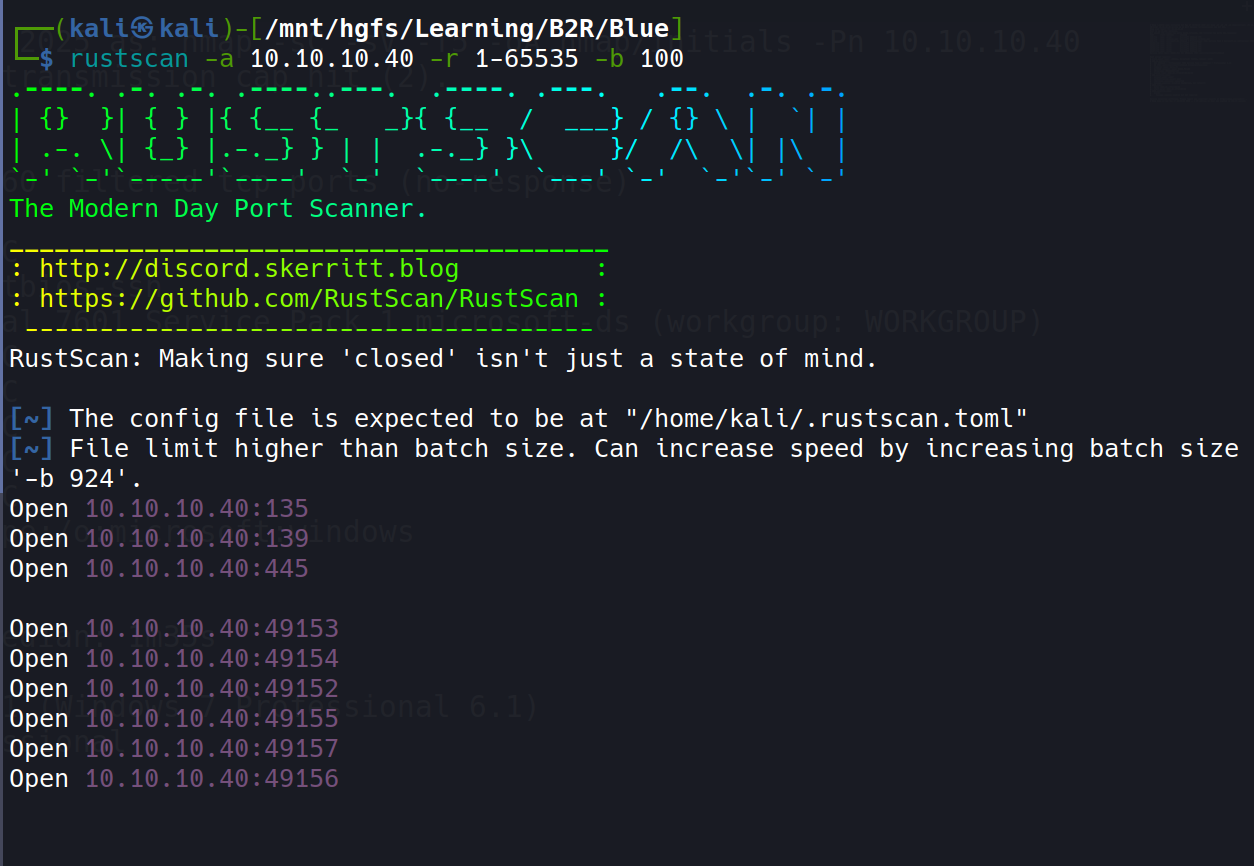 (kali㉿kali)-[/mnt/hgfs/Learning/B2R/Blue]
$ rustscan -a 10.10.10.40 -r 1-65535 -b 100
.----. .-. .-. .----..---.  .----. .---.   .--.  .-. .-.
| {}  }| { } |{ {__ {_   _}{ {__  /  ___} / {} \ |  `| |
| .-. \| {_} |.-._} } | |  .-._} }\     }/  /\  \| |\  |
`-' `-'`-----'`----'  `-'  `----'  `---' `-'  `-'`-' `-'
The Modern Day Port Scanner.
________________________________________
: http://discord.skerritt.blog         :
: https://github.com/RustScan/RustScan :
 --------------------------------------
RustScan: Making sure 'closed' isn't just a state of mind.
[~] The config file is expected to be at "/home/kali/.rustscan.toml"
[~] File limit higher than batch size. Can increase speed by increasing batch size
'-b 924'.
Open 10.10.10.40:135
Open 10.10.10.40:139
Open 10.10.10.40:445
Open 10.10.10.40:49153
Open 10.10.10.40:49154
Open 10.10.10.40:49152
Open 10.10.10.40:49155
Open 10.10.10.40:49157
Open 10.10.10.40:49156